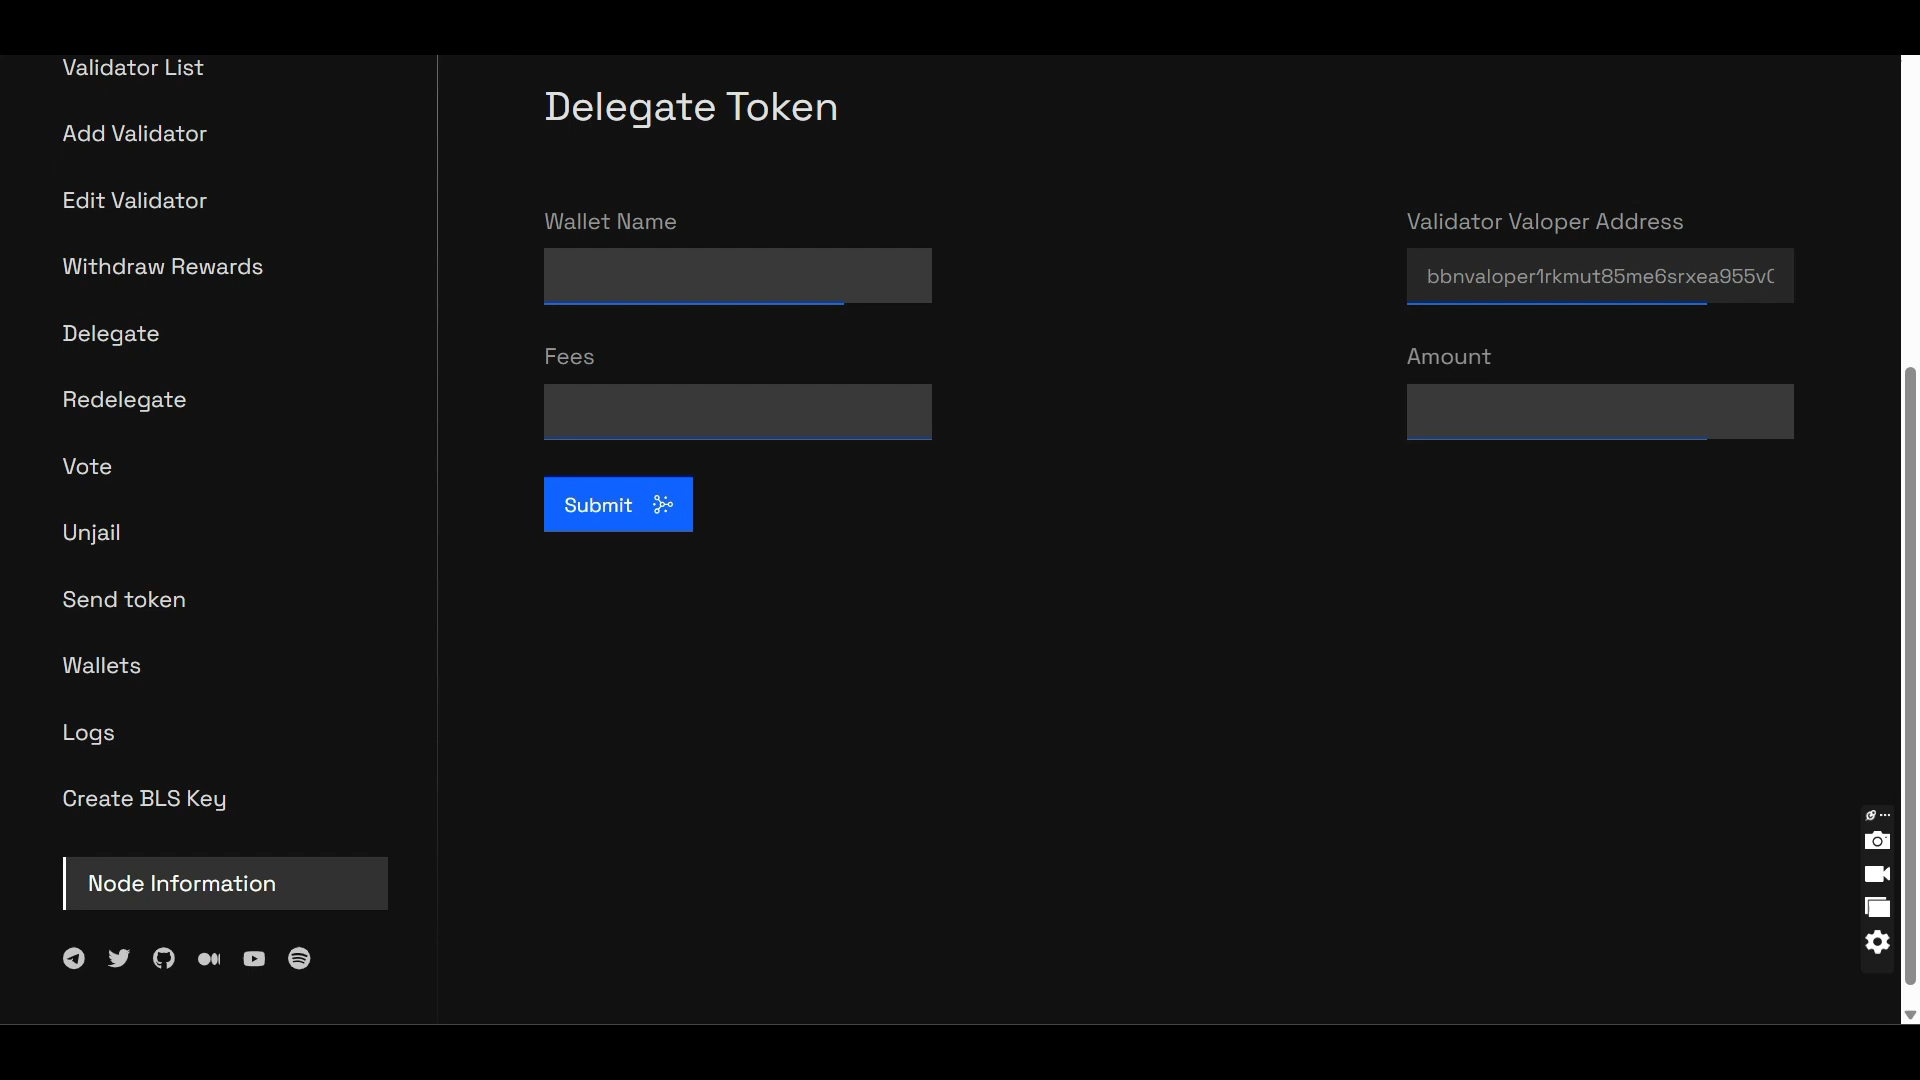 Validator List
Add Validator
Edit Validator
Withdraw Rewards
Delegate
Redelegate
Vote
Unjail
Send token
Wallets
Logs
Create BLS Key
Node Information
Delegate Token
Wallet Name
Validator Valoper Address
bbnvaloper1rkmut85me6srxea955v
Fees
Amount
Submit